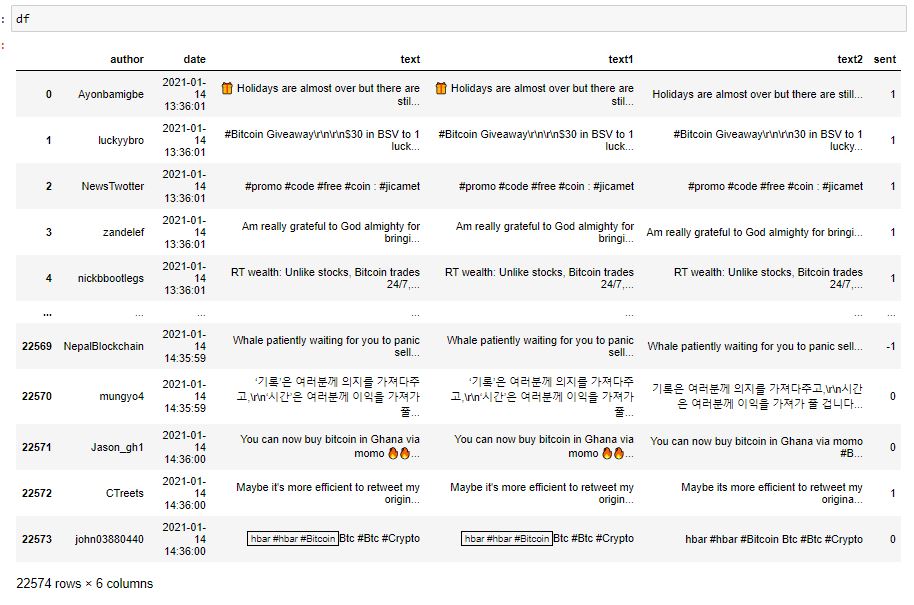 : df
:
author date text text1 text2 sent
0 Ayonbamigbe 2021-01-14 13:36:01 🎁 Holidays are almost over but there are stil... 🎁 Holidays are almost over but there are stil... Holidays are almost over but there are still... 1
1 luckyybro 2021-01-14 13:36:01 #Bitcoin Giveaway\r\n\r\n$30 in BSV to 1 luck... #Bitcoin Giveaway\r\n\r\n$30 in BSV to 1 luck... #Bitcoin Giveaway\r\n\r\n30 in BSV to 1 lucky... 1
2 NewsTwotter 2021-01-14 13:36:01 #promo #code #free #coin : #jicamet #promo #code #free #coin : #jicamet #promo #code #free #coin : #jicamet 1
3 zandelef 2021-01-14 13:36:01 Am really grateful to God almighty for bringi... Am really grateful to God almighty for bringi... Am really grateful to God almighty for bringi... 1
4 nickbbootlegs 2021-01-14 13:36:01 RT wealth: Unlike stocks, Bitcoin trades 24/7,... RT wealth: Unlike stocks, Bitcoin trades 24/7,... RT wealth: Unlike stocks, Bitcoin trades 24/7,... 1
... ... ... ... ... ... ...
22569 NepalBlockchain 2021-01-14 14:35:59 Whale patiently waiting for you to panic sell... Whale patiently waiting for you to panic sell... Whale patiently waiting for you to panic sell... -1
22570 mungyo4 2021-01-14 14:35:59 '기록'은 여러분께 의지를 가져다주고,\r\n'시간'은 여러분께 이익을 가져가 풀... '기록'은 여러분께 의지를 가져다주고,\r\n'시간'은 여러분께 이익을 가져가 풀... 기록은 여러분께 의지를 가져다주고,\r\n시간은 여러분께 이익을 가져가 풀 겁니다... 0
22571 Jason_gh1 2021-01-14 14:36:00 You can now buy bitcoin in Ghana via momo 🔥🔥... You can now buy bitcoin in Ghana via momo 🔥🔥... You can now buy bitcoin in Ghana via momo #B... 0
22572 CTreets 2021-01-14 14:36:00 Maybe it's more efficient to retweet my origin... Maybe it's more efficient to retweet my origin... Maybe its more efficient to retweet my origina... 1
22573 john03880440 2021-01-14 14:36:00 hbar #hbar #Bitcoin Btc #Btc #Crypto hbar #hbar #Bitcoin Btc #Btc #Crypto hbar #hbar #Bitcoin Btc #Btc #Crypto 0
22574 rows × 6 columns